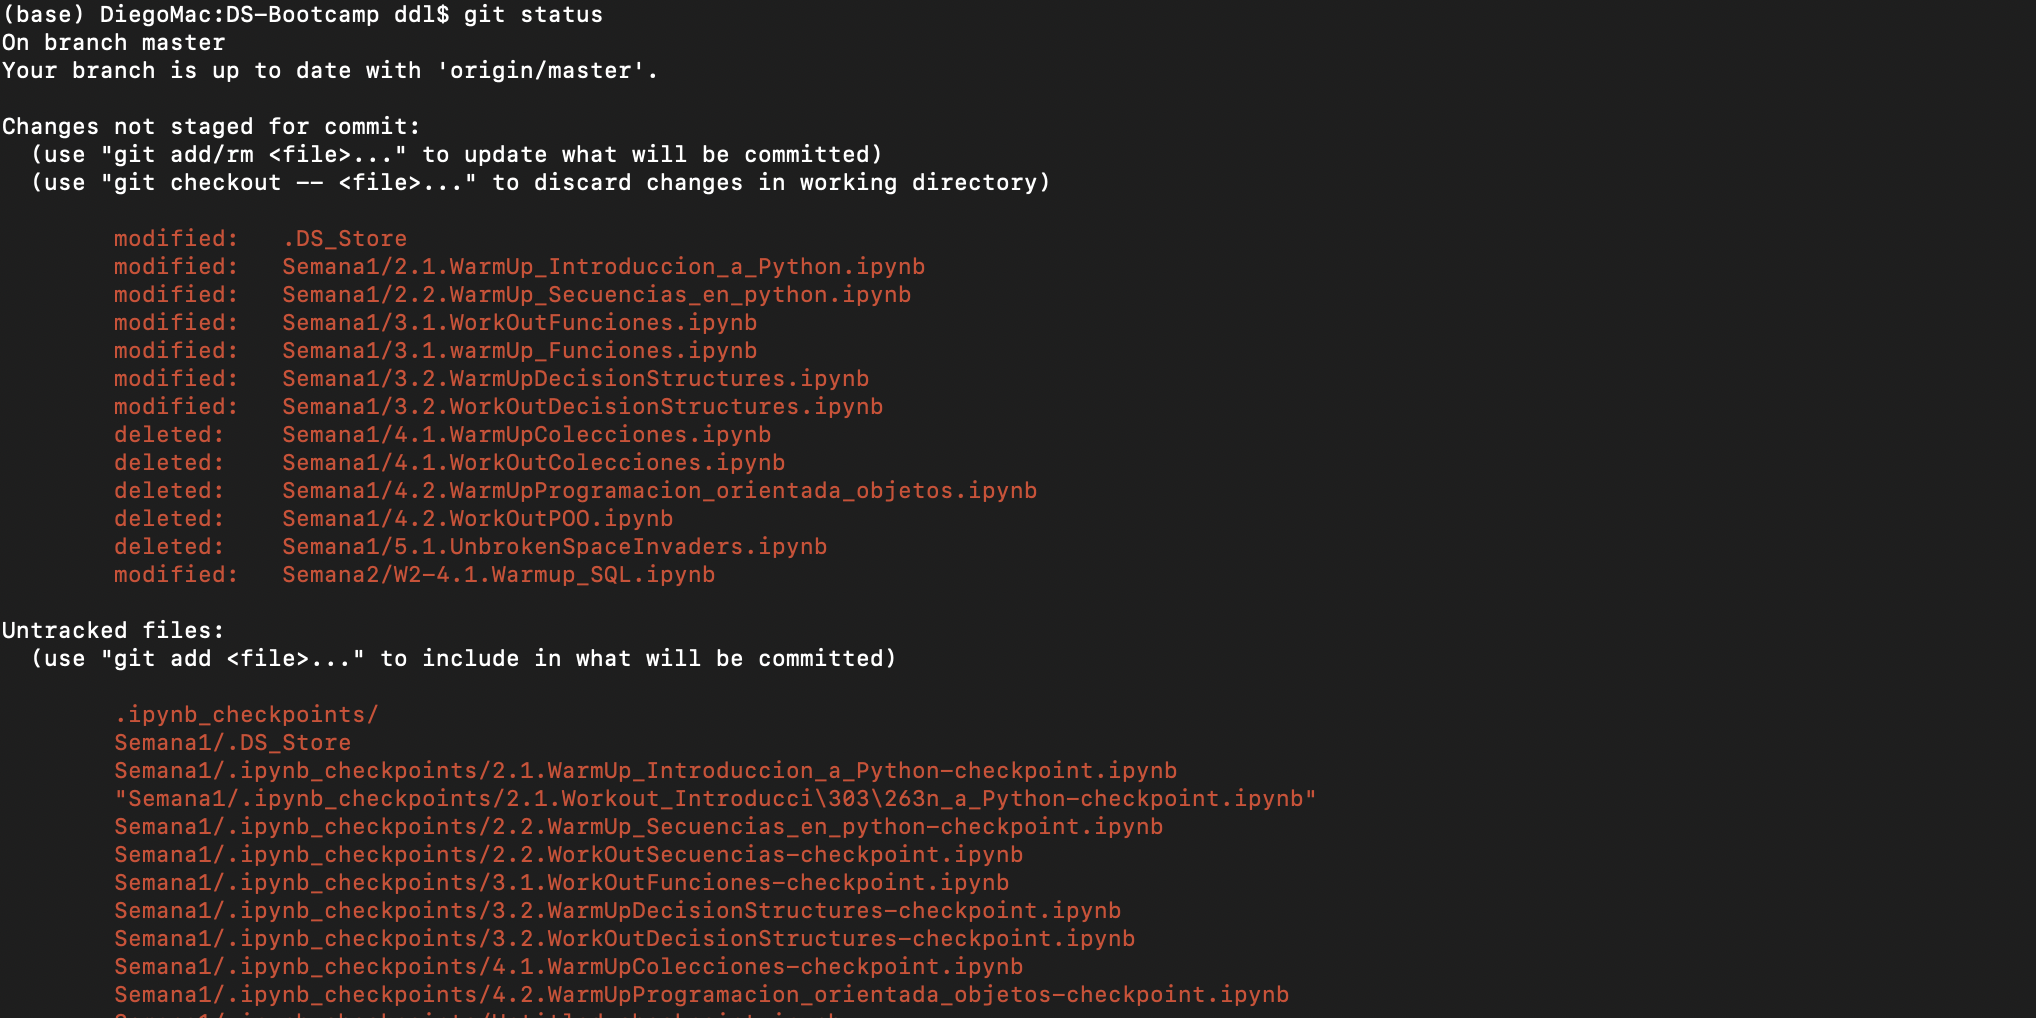 (base) DiegoMac:DS-Bootcamp ddl$ git status
On branch master
Your branch is up to date with 'origin/master'.
Changes not staged for commit:
(use "git add/rm <file>..." to update what will be committed)
(use "git checkout -- <file>..." to discard changes in working directory)
modified: .DS_Store
modified: Semana1/2.1.WarmUp_Introduccion_a_Python.ipynb
modified: Semana1/2.2.WarmUp_Secuencias_en_python.ipynb
modified: Semana1/3.1.WorkOutFunciones.ipynb
modified: Semana1/3.1.warmUp_Funciones.ipynb
modified: Semana1/3.2.WarmUpDecisionStructures.ipynb
modified: Semana1/3.2.WorkOutDecisionStructures.ipynb
deleted: Semana1/4.1.WarmUpColecciones.ipynb
deleted: Semana1/4.1.WorkOutColecciones.ipynb
deleted: Semana1/4.2.WarmUpProgramacion_orientada_objetos.ipynb
deleted: Semana1/4.2.WorkOutPOO.ipynb
deleted: Semana1/5.1.UnbrokenSpaceInvaders.ipynb
modified: Semana2/W2-4.1.Warmup_SQL.ipynb
Untracked files:
(use "git add <file>..." to include in what will be committed)
.ipynb_checkpoints/
Semana1/.DS_Store
Semana1/.ipynb_checkpoints/2.1.WarmUp_Introduccion_a_Python-checkpoint.ipynb
"Semana1/.ipynb_checkpoints/2.1.Workout_Introducci\303\263n_a_Python-checkpoint.ipynb"
Semana1/.ipynb_checkpoints/2.2.WarmUp_Secuencias_en_python-checkpoint.ipynb
Semana1/.ipynb_checkpoints/2.2.WorkOutSecuencias-checkpoint.ipynb
Semana1/.ipynb_checkpoints/3.1.WorkOutFunciones-checkpoint.ipynb
Semana1/.ipynb_checkpoints/3.2.WarmUpDecisionStructures-checkpoint.ipynb
Semana1/.ipynb_checkpoints/3.2.WorkOutDecisionStructures-checkpoint.ipynb
Semana1/.ipynb_checkpoints/4.1.WarmUpColecciones-checkpoint.ipynb
Semana1/.ipynb_checkpoints/4.2.WarmUpProgramacion_orientada_objetos-checkpoint.ipynb